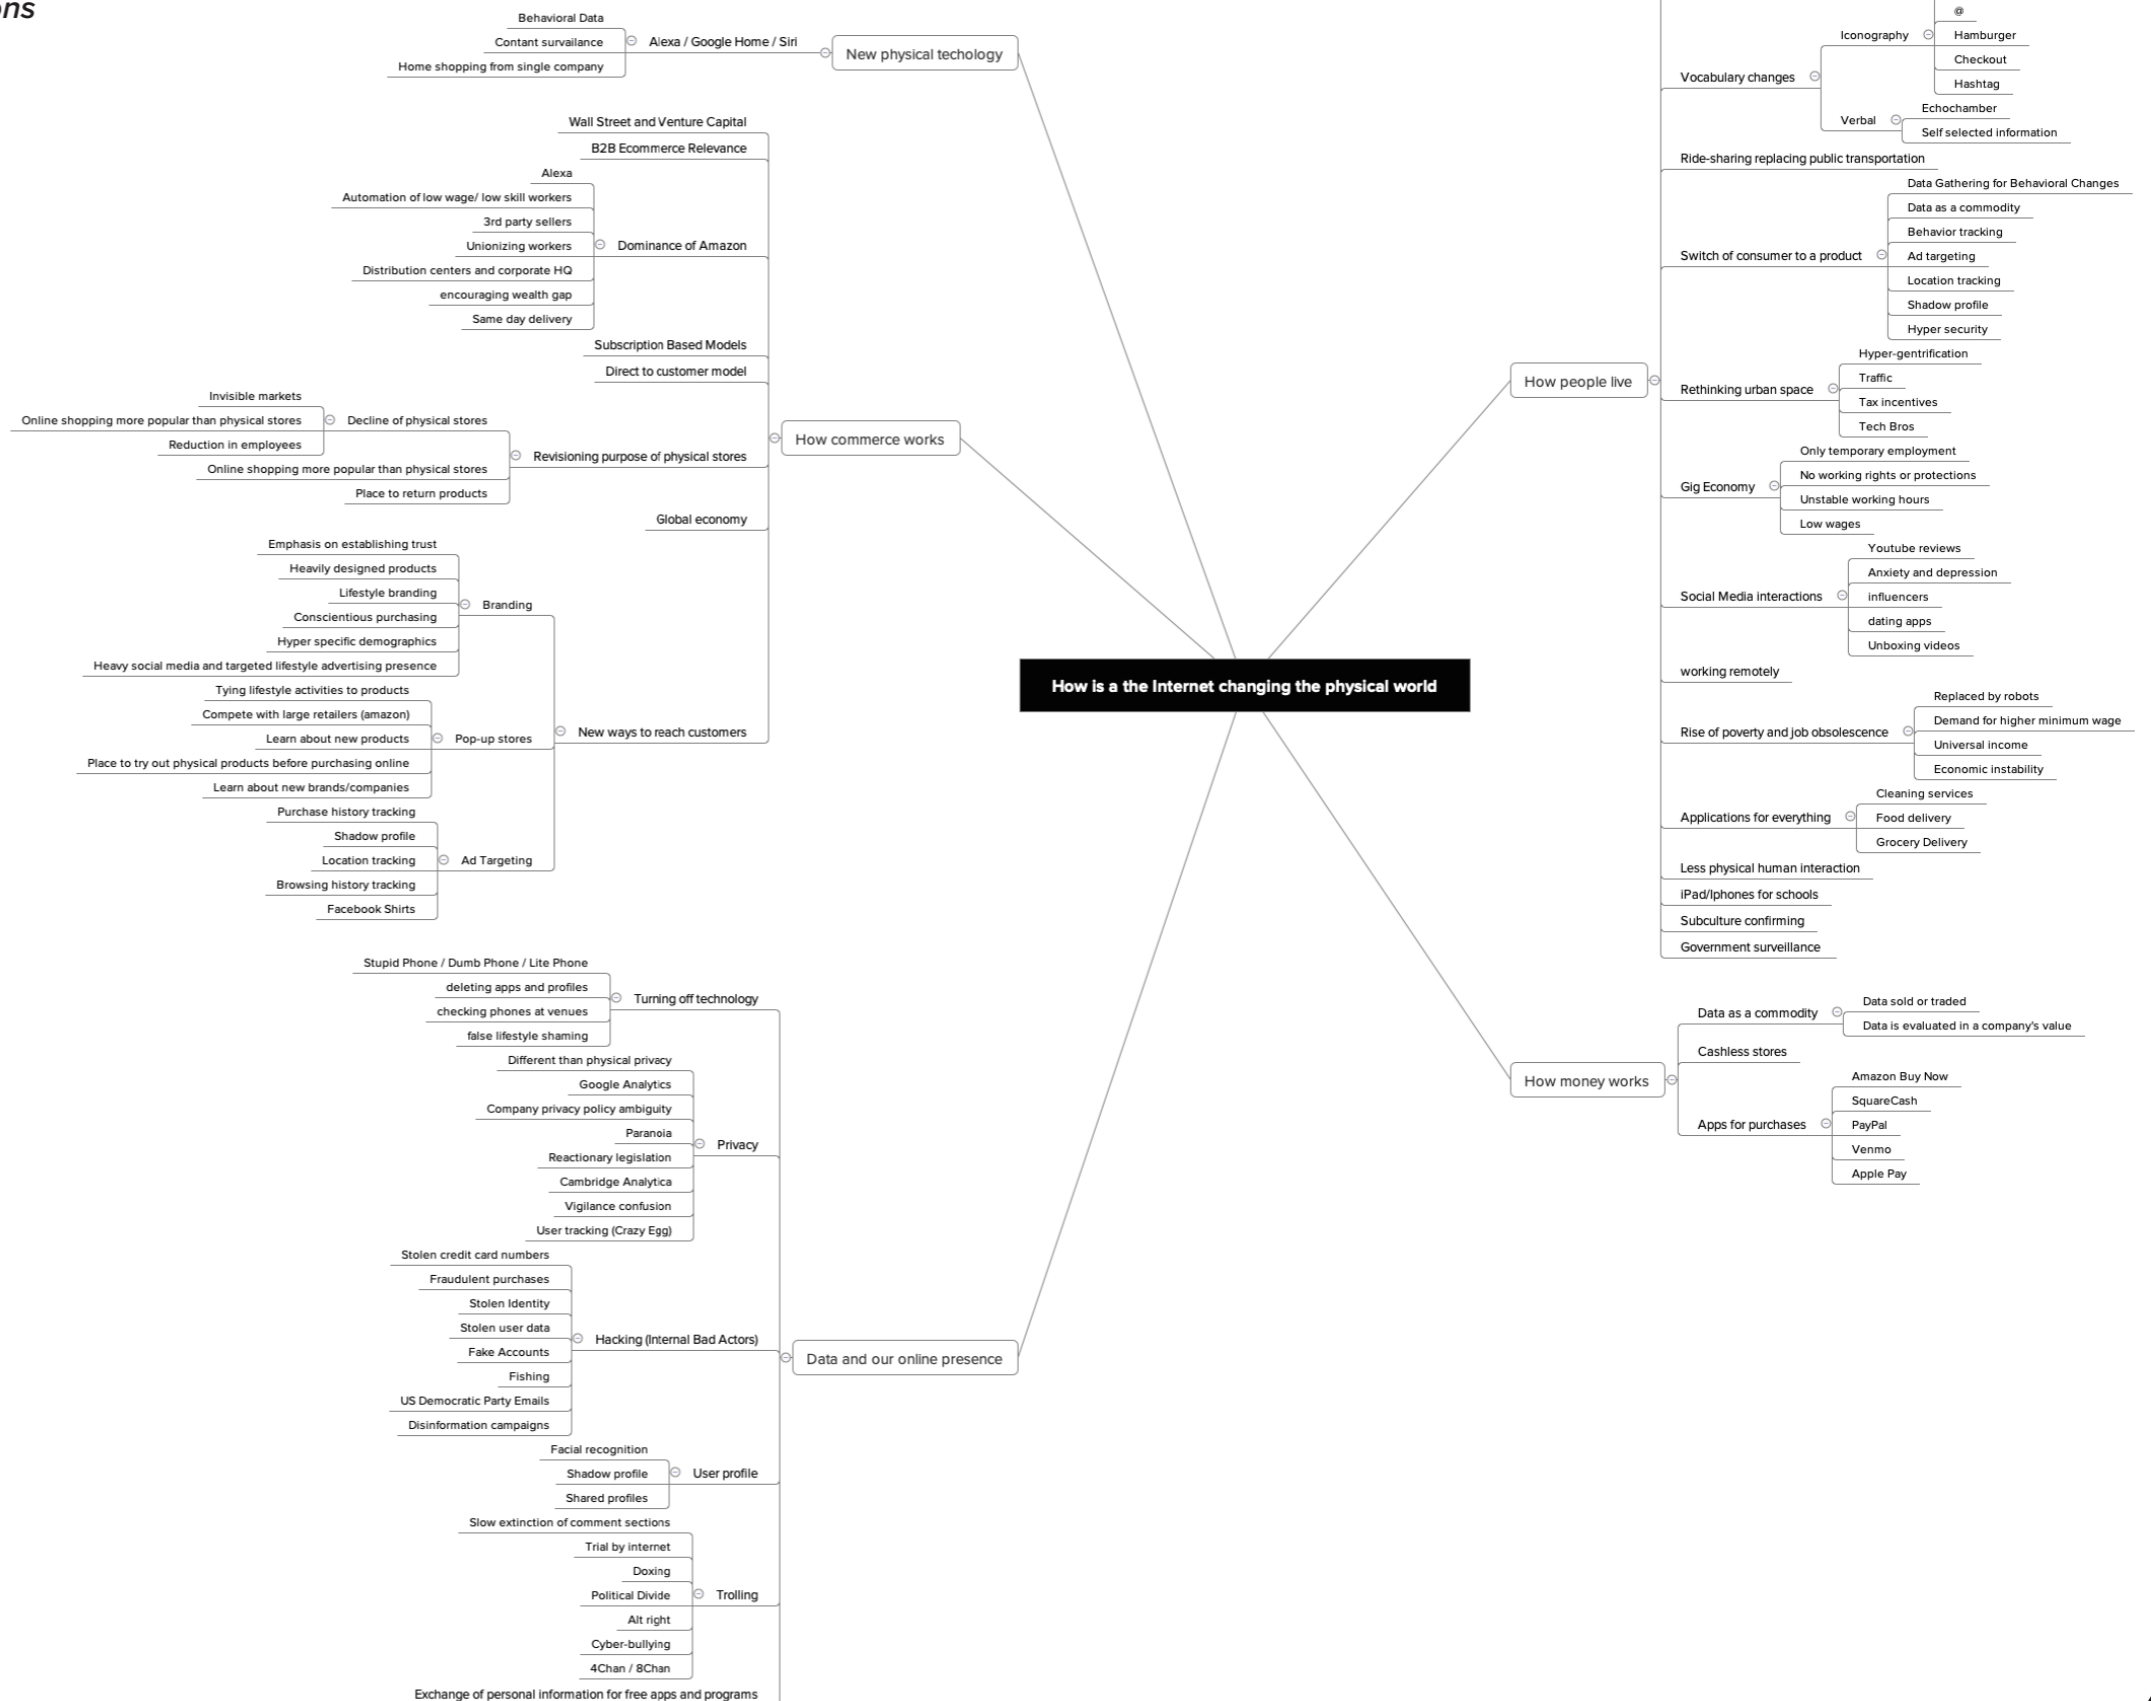 ons
Behavioral Data
Contant survailance
Home shopping from single company
Alexa / Google Home / Siri
New physical techology
Wall Street and Venture Capital
B2B Ecommerce Relevance
Alexa
Automation of low wage/ low skill workers
3rd party sellers
Unionizing workers
Distribution centers and corporate HQ
encouraging wealth gap
Same day delivery
Dominance of Amazon
Subscription Based Models
Direct to customer model
Invisible markets
Online shopping more popular than physical stores
Reduction in employees
Decline of physical stores
Online shopping more popular than physical stores
Place to return products
Revisioning purpose of physical stores
How commerce works
Global economy
Emphasis on establishing trust
Heavily designed products
Lifestyle branding
Conscientious purchasing
Hyper specific demographics
Heavy social media and targeted lifestyle advertising presence
Branding
Tying lifestyle activities to products
Compete with large retailers (amazon)
Learn about new products
Place to try out physical products before purchasing online
Learn about new brands/companies
Pop-up stores
New ways to reach customers
Purchase history tracking
Shadow profile
Location tracking
Browsing history tracking
Facebook Shirts
Ad Targeting
Stupid Phone / Dumb Phone / Lite Phone
deleting apps and profiles
checking phones at venues
false lifestyle shaming
Turning off technology
Different than physical privacy
Google Analytics
Company privacy policy ambiguity
Paranoia
Reactionary legislation
Cambridge Analytica
Vigilance confusion
User tracking (Crazy Egg)
Privacy
Stolen credit card numbers
Fraudulent purchases
Stolen Identity
Stolen user data
Fake Accounts
Fishing
US Democratic Party Emails
Disinformation campaigns
Hacking (Internal Bad Actors)
Data and our online presence
Facial recognition
Shadow profile
Shared profiles
User profile
Slow extinction of comment sections
Trial by internet
Doxing
Political Divide
Alt right
Cyber-bullying
4Chan / 8Chan
Trolling
Exchange of personal information for free apps and programs
How is a the Internet changing the physical world
How people live
Vocabulary changes
Iconography
@
Hamburger
Checkout
Hashtag
Verbal
Echochamber
Self selected information
Ride-sharing replacing public transportation
Switch of consumer to a product
Data Gathering for Behavioral Changes
Data as a commodity
Behavior tracking
Ad targeting
Location tracking
Shadow profile
Hyper security
Rethinking urban space
Hyper-gentrification
Traffic
Tax incentives
Tech Bros
Gig Economy
Only temporary employment
No working rights or protections
Unstable working hours
Low wages
Social Media interactions
Youtube reviews
Anxiety and depression
influencers
dating apps
Unboxing videos
working remotely
Rise of poverty and job obsolescence
Replaced by robots
Demand for higher minimum wage
Universal income
Economic instability
Applications for everything
Cleaning services
Food delivery
Grocery Delivery
Less physical human interaction
iPad/Iphones for schools
Subculture confirming
Government surveillance
How money works
Data as a commodity
Data sold or traded
Data is evaluated in a company's value
Cashless stores
Apps for purchases
Amazon Buy Now
SquareCash
PayPal
Venmo
Apple Pay